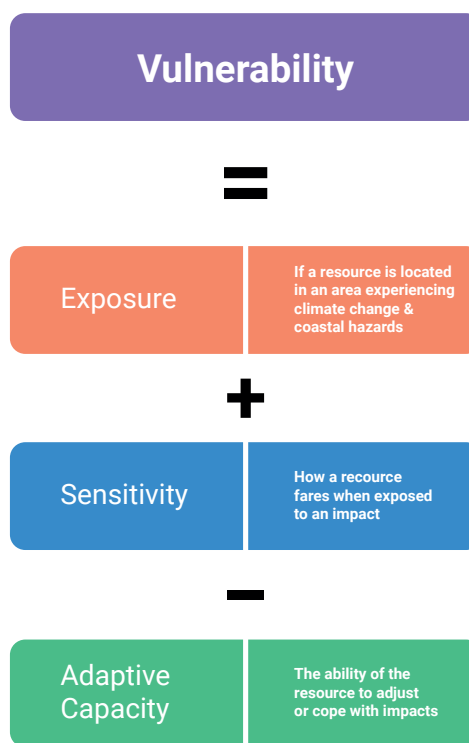 Vulnerability
=
Exposure
If a resource is located
in an area experiencing
climate change &
coastal hazards
+
Sensitivity
How a recource
fares when exposed
to an impact
-
Adaptive
Capacity
The ability of the
resource to adjust
or cope with impacts